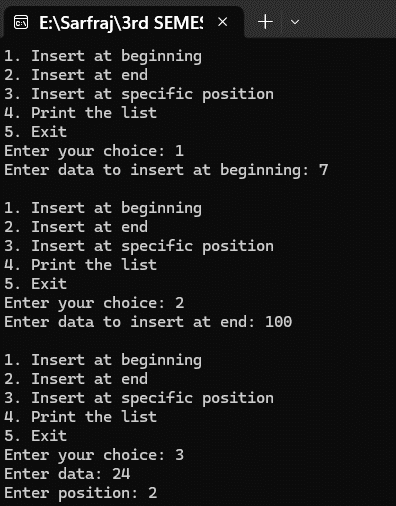 E:\Sarfraj\3rd SEMES
1. Insert at beginning
2. Insert at end
3. Insert at specific position
4. Print the list
5. Exit
Enter your choice: 1
Enter data to insert at beginning: 7
1. Insert at beginning
2. Insert at end
3. Insert at specific position
4. Print the list
5. Exit
Enter your choice: 2
Enter data to insert at end: 100
1. Insert at beginning
2. Insert at end
3. Insert at specific position
4. Print the list
5. Exit
Enter your choice: 3
Enter data: 24
Enter position: 2